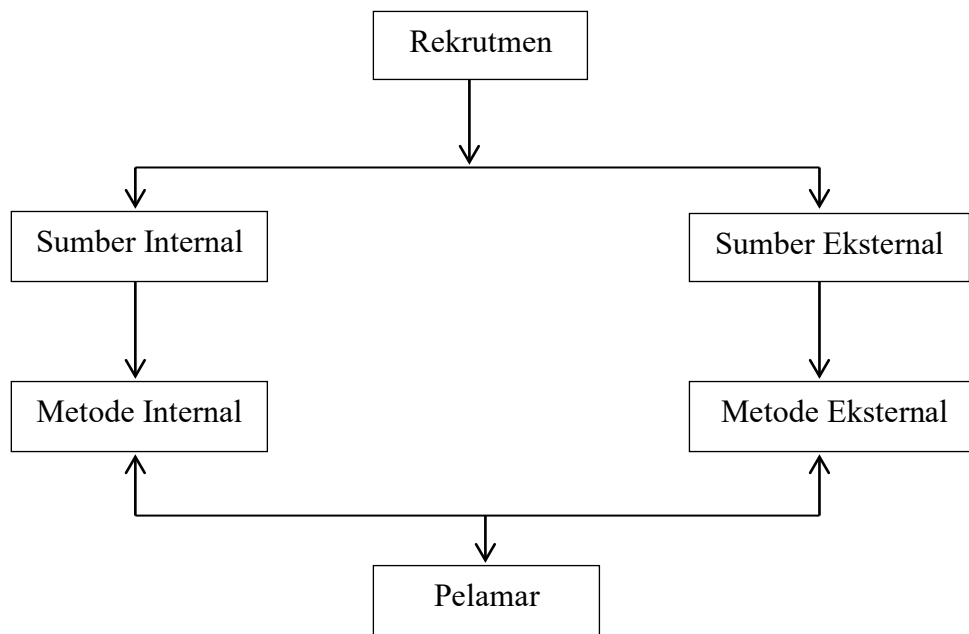 Rekrutmen
Sumber Internal
Sumber Eksternal
Metode Internal
Metode Eksternal
Pelamar